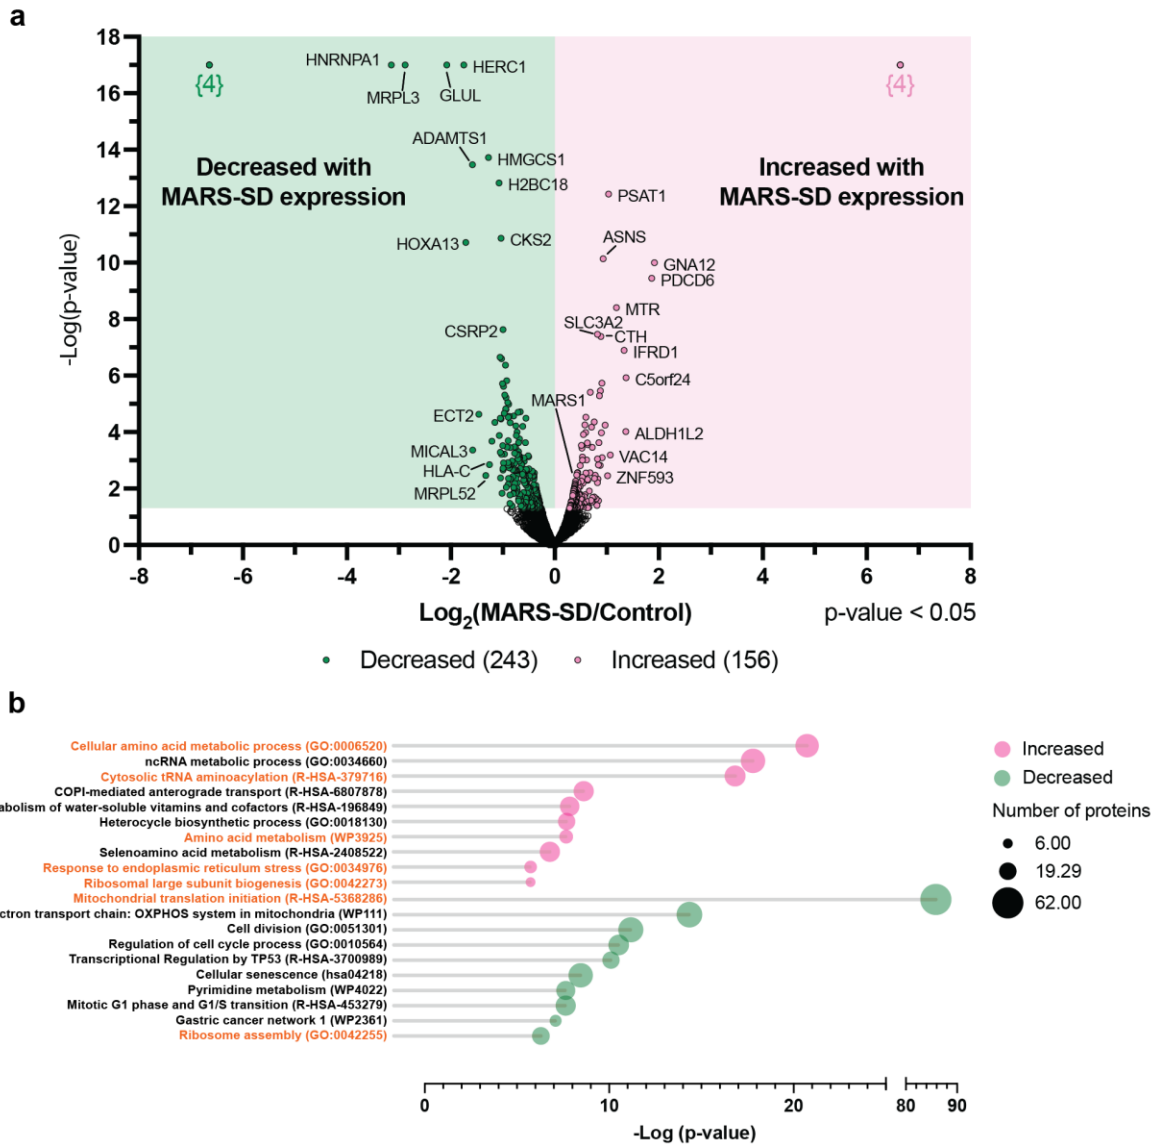 a
18
16
14
12
10
8
6
4
2
0
-Log(p-value)
{4}
HNRNPA1
MRPL3
GLUL
HERC1
{4}
ADAMTS1
HMGCS1
H2BC18
Decreased with
MARS-SD expression
Increased with
MARS-SD expression
PSAT1
HOXA13
CKS2
ASNS
GNA12
PDCD6
MTR
CSRP2
SLC3A2
CTH
IFRD1
C5orf24
MARS1
ECT2
ALDH1L2
MICAL3
HLA-C
MRPL52
VAC14
ZNF593
-8 -6 -4 -2 0 2 4 6 8
Log2(MARS-SD/Control)
p-value < 0.05
Decreased (243) Increased (156)
b
Cellular amino acid metabolic process (GO:0006520)
ncRNA metabolic process (GO:0034660)
Cytosolic tRNA aminoacylation (R-HSA-379716)
COPI-mediated anterograde transport (R-HSA-6807878)
abolism of water-soluble vitamins and cofactors (R-HSA-196849)
Heterocycle biosynthetic process (GO:0018130)
Amino acid metabolism (WP3925)
Selenoamino acid metabolism (R-HSA-2408522)
Response to endoplasmic reticulum stress (GO:0034976)
Ribosomal large subunit biogenesis (GO:0042273)
Mitochondrial translation initiation (R-HSA-5368286)
ctron transport chain: OXPHOS system in mitochondria (WP111)
Cell division (GO:0051301)
Regulation of cell cycle process (GO:0010564)
Transcriptional Regulation by TP53 (R-HSA-3700989)
Cellular senescence (hsa04218)
Pyrimidine metabolism (WP4022)
Mitotic G1 phase and G1/S transition (R-HSA-453279)
Gastric cancer network 1 (WP2361)
Ribosome assembly (GO:0042255)
Increased
Decreased
Number of proteins
6.00
19.29
62.00
0 10 20 80 90
-Log (p-value)